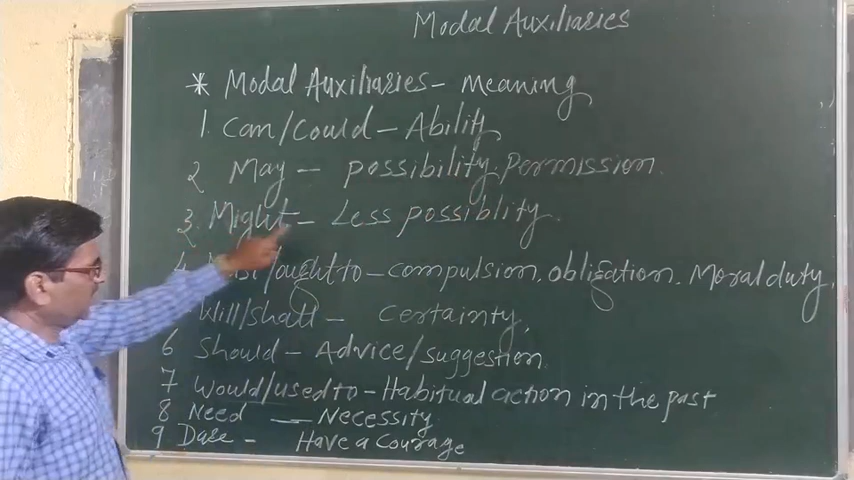 Modal Auxiliaries
* Modal Auxiliaries - Meaning
1. Can/Could - Ability
2 May - possibility, Permission.
3. Might - Less possiblity.
4 Must/ought to - compulsion, obligation, Moral duty,
Will/shall - certainty,
6 Should - Advice/suggestion.
7 Would/used to - Habitual action in the past
8 Need - Necessity
9 Dare - Have a Courage